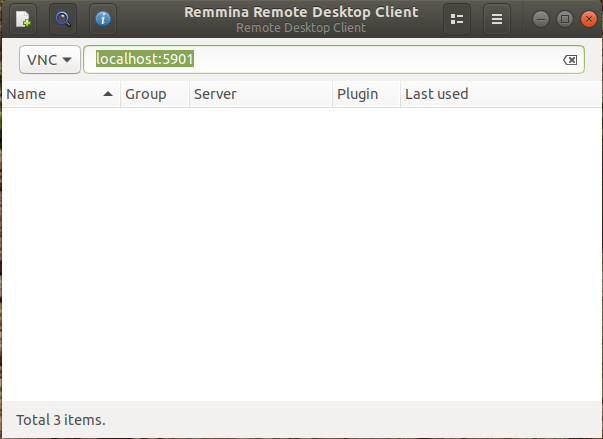 Remmina Remote Desktop Client
Remote Desktop Client
VNC localhost:5901
Name Group Server Plugin Last used
Total 3 items.